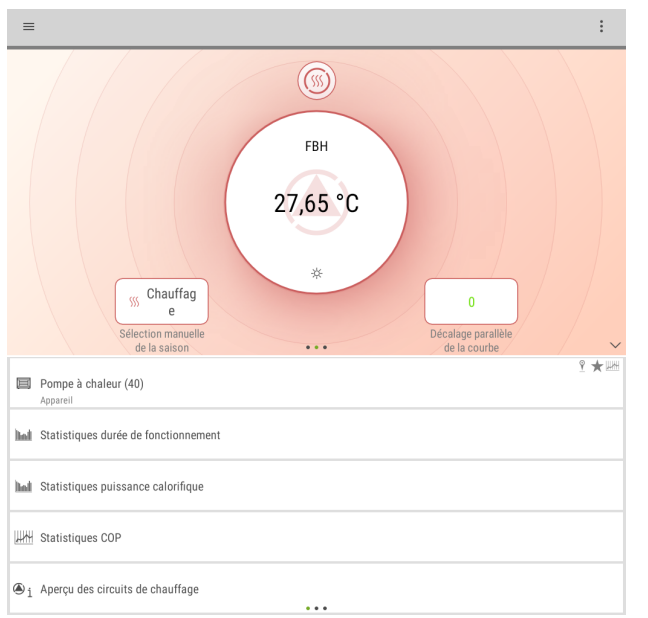 FBH
27,65 °C
Chauffag
e
0
Sélection manuelle
de la saison
Décalage parallèle
de la courbe
Pompe à chaleur (40)
Appareil
Statistiques durée de fonctionnement
Statistiques puissance calorifique
Statistiques COP
i Aperçu des circuits de chauffage